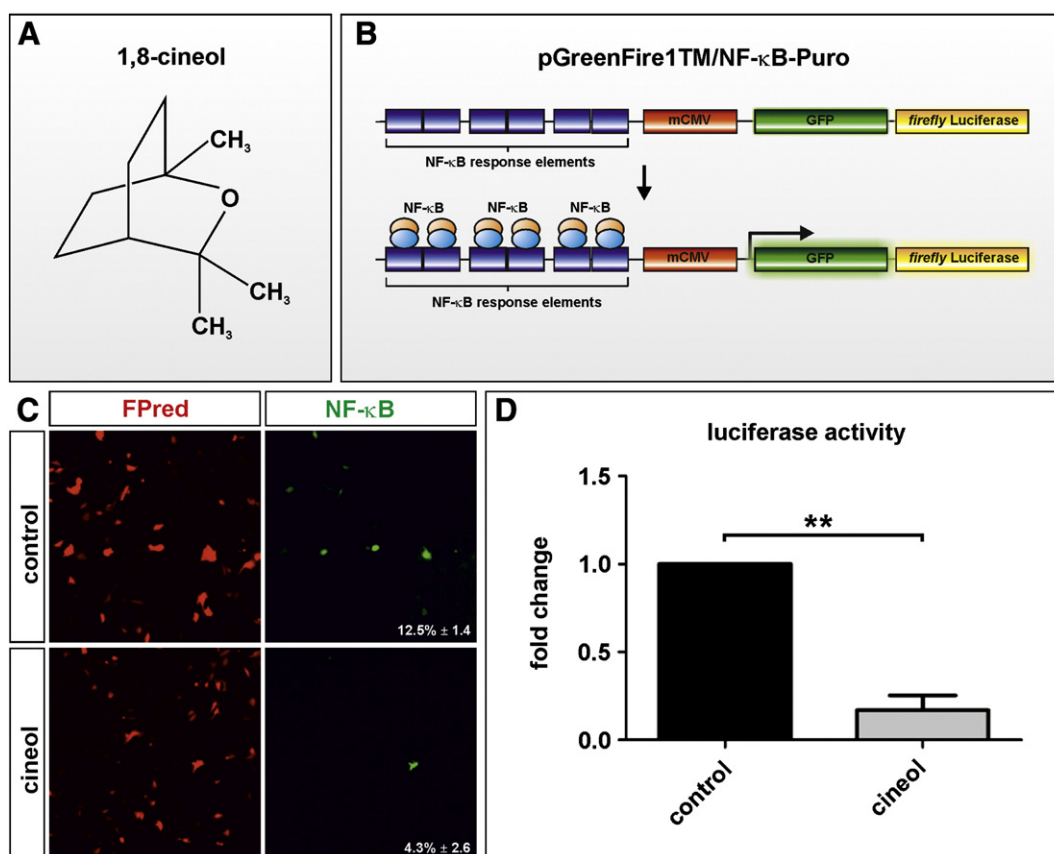 A
1,8-cineol
CH3
O
CH3
CH3
B
pGreenFire1TM/NF-κB-Puro
mCMV
GFP
firefly Luciferase
NF-κB response elements
NF-κB
NF-κB
NF-κB
mCMV
GFP
firefly Luciferase
NF-κB response elements
C
FPred
NF-κB
control
12.5% ± 1.4
cineol
4.3% ± 2.6
D
luciferase activity
fold change
1.5
1.0
0.5
0.0
**
control
cineol